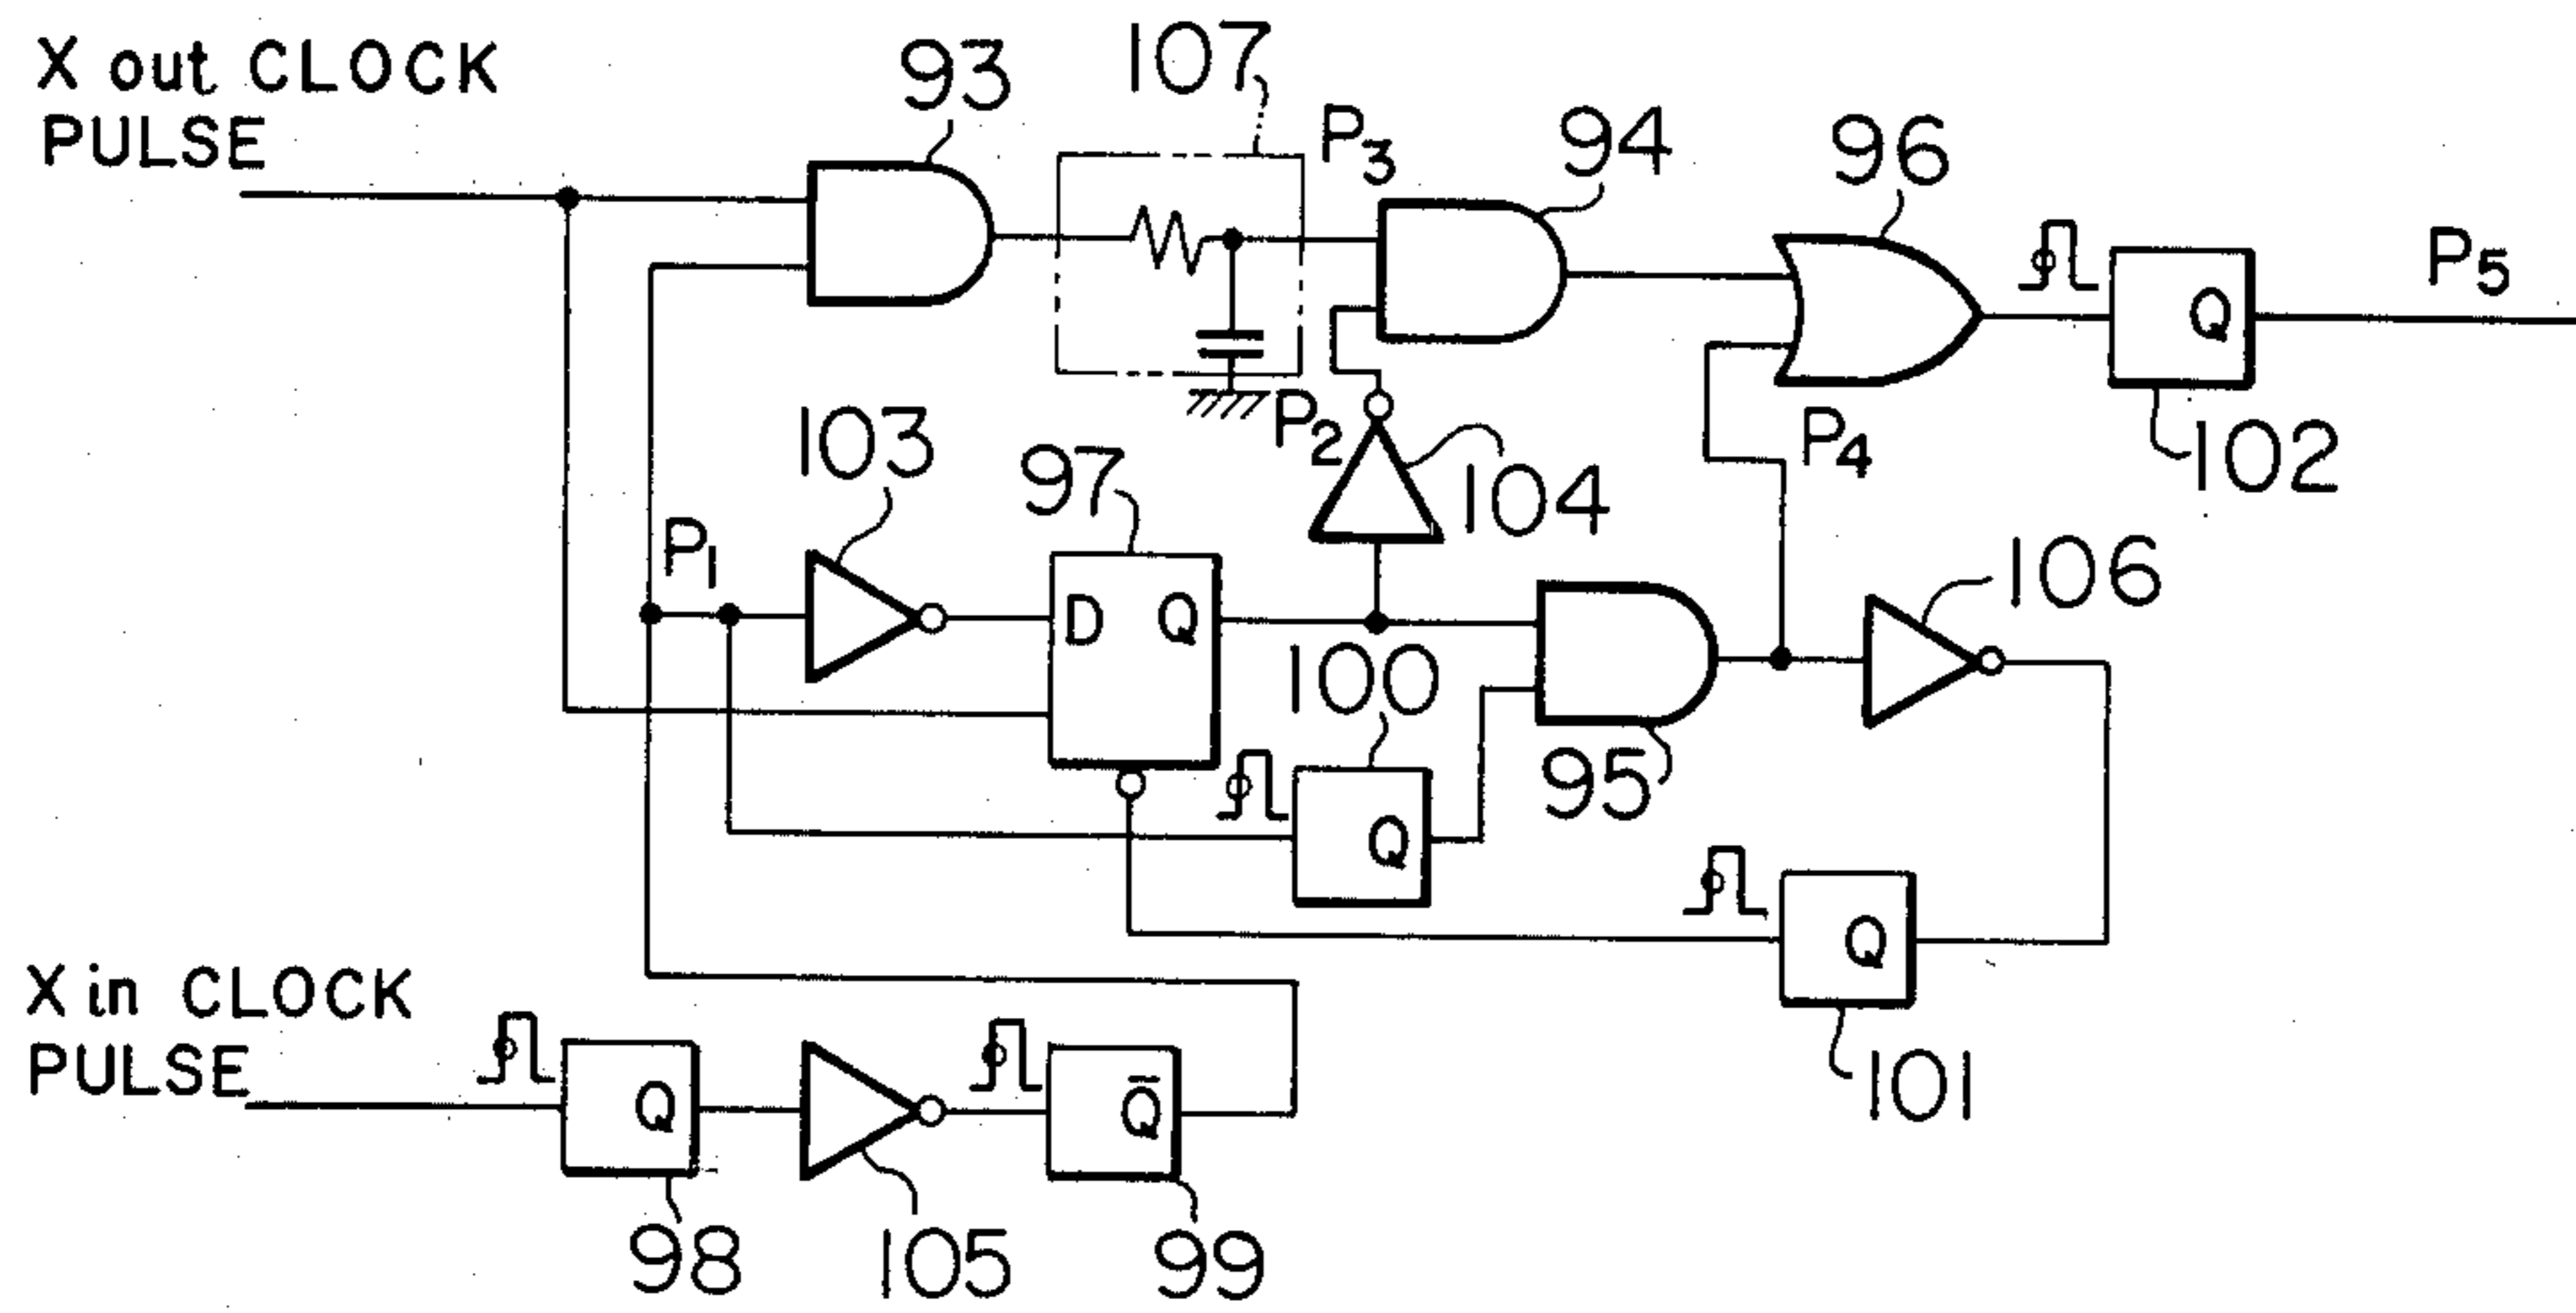 X out CLOCK
PULSE
93
107
P3
94
96
P5
103
97
P2
104
P4
Q
102
P1
D Q
100
95
106
Q
Q
101
X in CLOCK
PULSE
Q
Q̅
98
105
99